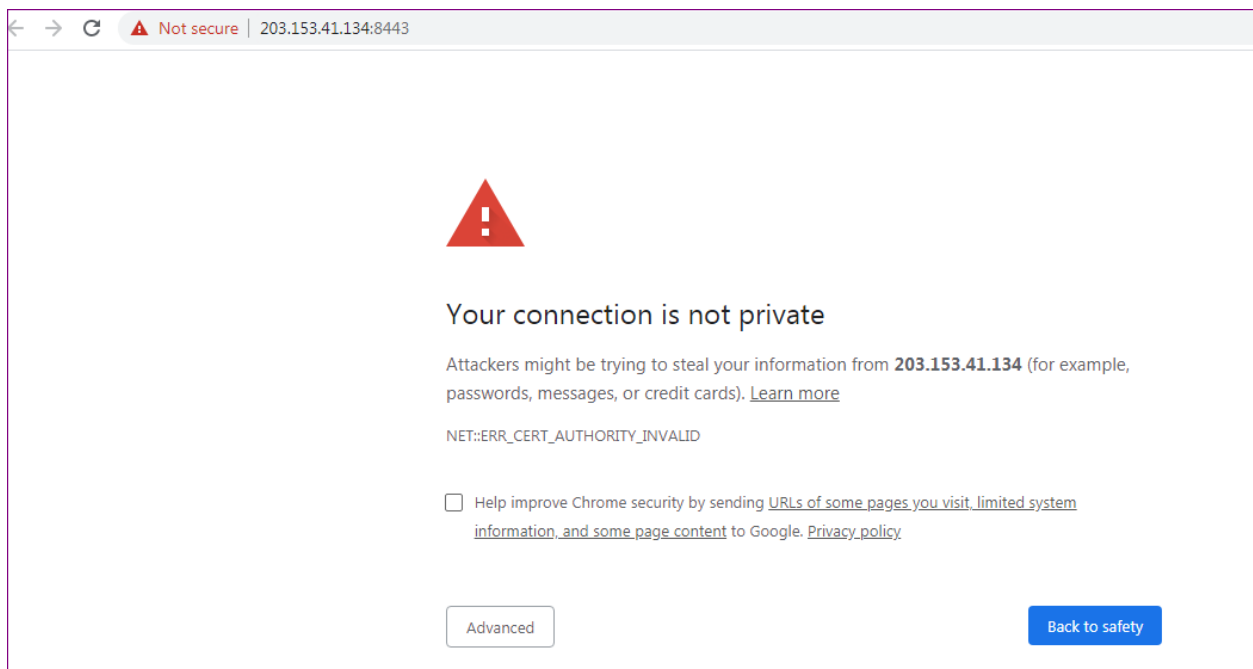 Not secure | 203.153.41.134:8443
Your connection is not private
Attackers might be trying to steal your information from 203.153.41.134 (for example,
passwords, messages, or credit cards). Learn more
NET::ERR_CERT_AUTHORITY_INVALID
Help improve Chrome security by sending URLs of some pages you visit, limited system
information, and some page content to Google. Privacy policy
Advanced
Back to safety